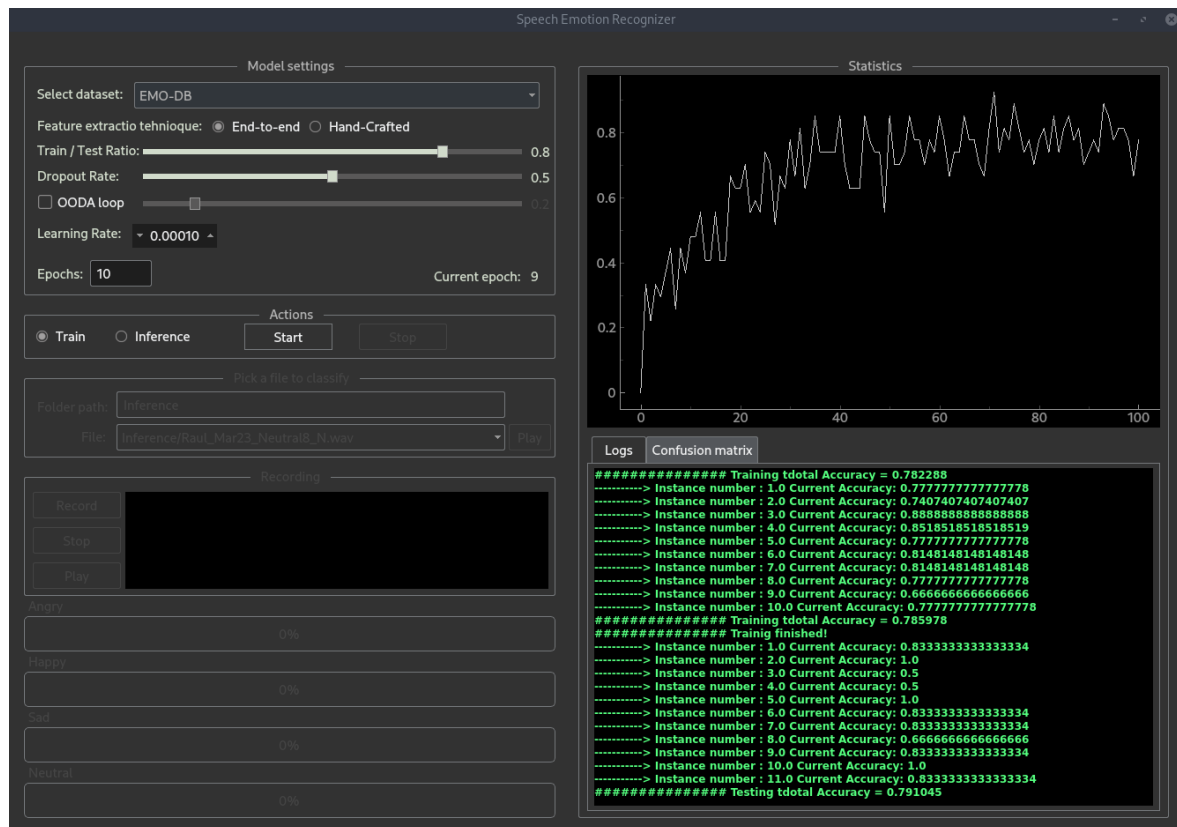 Speech Emotion Recognizer
Model settings
Select dataset: EMO-DB
Feature extractio tehnioque: End-to-end Hand-Crafted
Train / Test Ratio: 0.8
Dropout Rate: 0.5
OODA loop 0.2
Learning Rate: 0.00010
Epochs: 10 Current epoch: 9
Actions
Train Inference Start Stop
Pick a file to classify
Folder path: Inference
File: Inference/Raul_Mar23_Neutral8_N.wav Play
Recording
Record
Stop
Play
Angry
0%
Happy
0%
Sad
0%
Neutral
0%
Statistics
0.8
0.6
0.4
0.2
0
0 20 40 60 80 100
Logs Confusion matrix
############### Training tdotal Accuracy = 0.782288
-----------> Instance number : 1.0 Current Accuracy: 0.7777777777777778
-----------> Instance number : 2.0 Current Accuracy: 0.7407407407407407
-----------> Instance number : 3.0 Current Accuracy: 0.8888888888888888
-----------> Instance number : 4.0 Current Accuracy: 0.8518518518518519
-----------> Instance number : 5.0 Current Accuracy: 0.7777777777777778
-----------> Instance number : 6.0 Current Accuracy: 0.8148148148148148
-----------> Instance number : 7.0 Current Accuracy: 0.8148148148148148
-----------> Instance number : 8.0 Current Accuracy: 0.7777777777777778
-----------> Instance number : 9.0 Current Accuracy: 0.6666666666666666
-----------> Instance number : 10.0 Current Accuracy: 0.7777777777777778
############### Training tdotal Accuracy = 0.785978
############### Trainig finished!
-----------> Instance number : 1.0 Current Accuracy: 0.8333333333333334
-----------> Instance number : 2.0 Current Accuracy: 1.0
-----------> Instance number : 3.0 Current Accuracy: 0.5
-----------> Instance number : 4.0 Current Accuracy: 0.5
-----------> Instance number : 5.0 Current Accuracy: 1.0
-----------> Instance number : 6.0 Current Accuracy: 0.8333333333333334
-----------> Instance number : 7.0 Current Accuracy: 0.8333333333333334
-----------> Instance number : 8.0 Current Accuracy: 0.6666666666666666
-----------> Instance number : 9.0 Current Accuracy: 0.8333333333333334
-----------> Instance number : 10.0 Current Accuracy: 1.0
-----------> Instance number : 11.0 Current Accuracy: 0.8333333333333334
############### Testing tdotal Accuracy = 0.791045